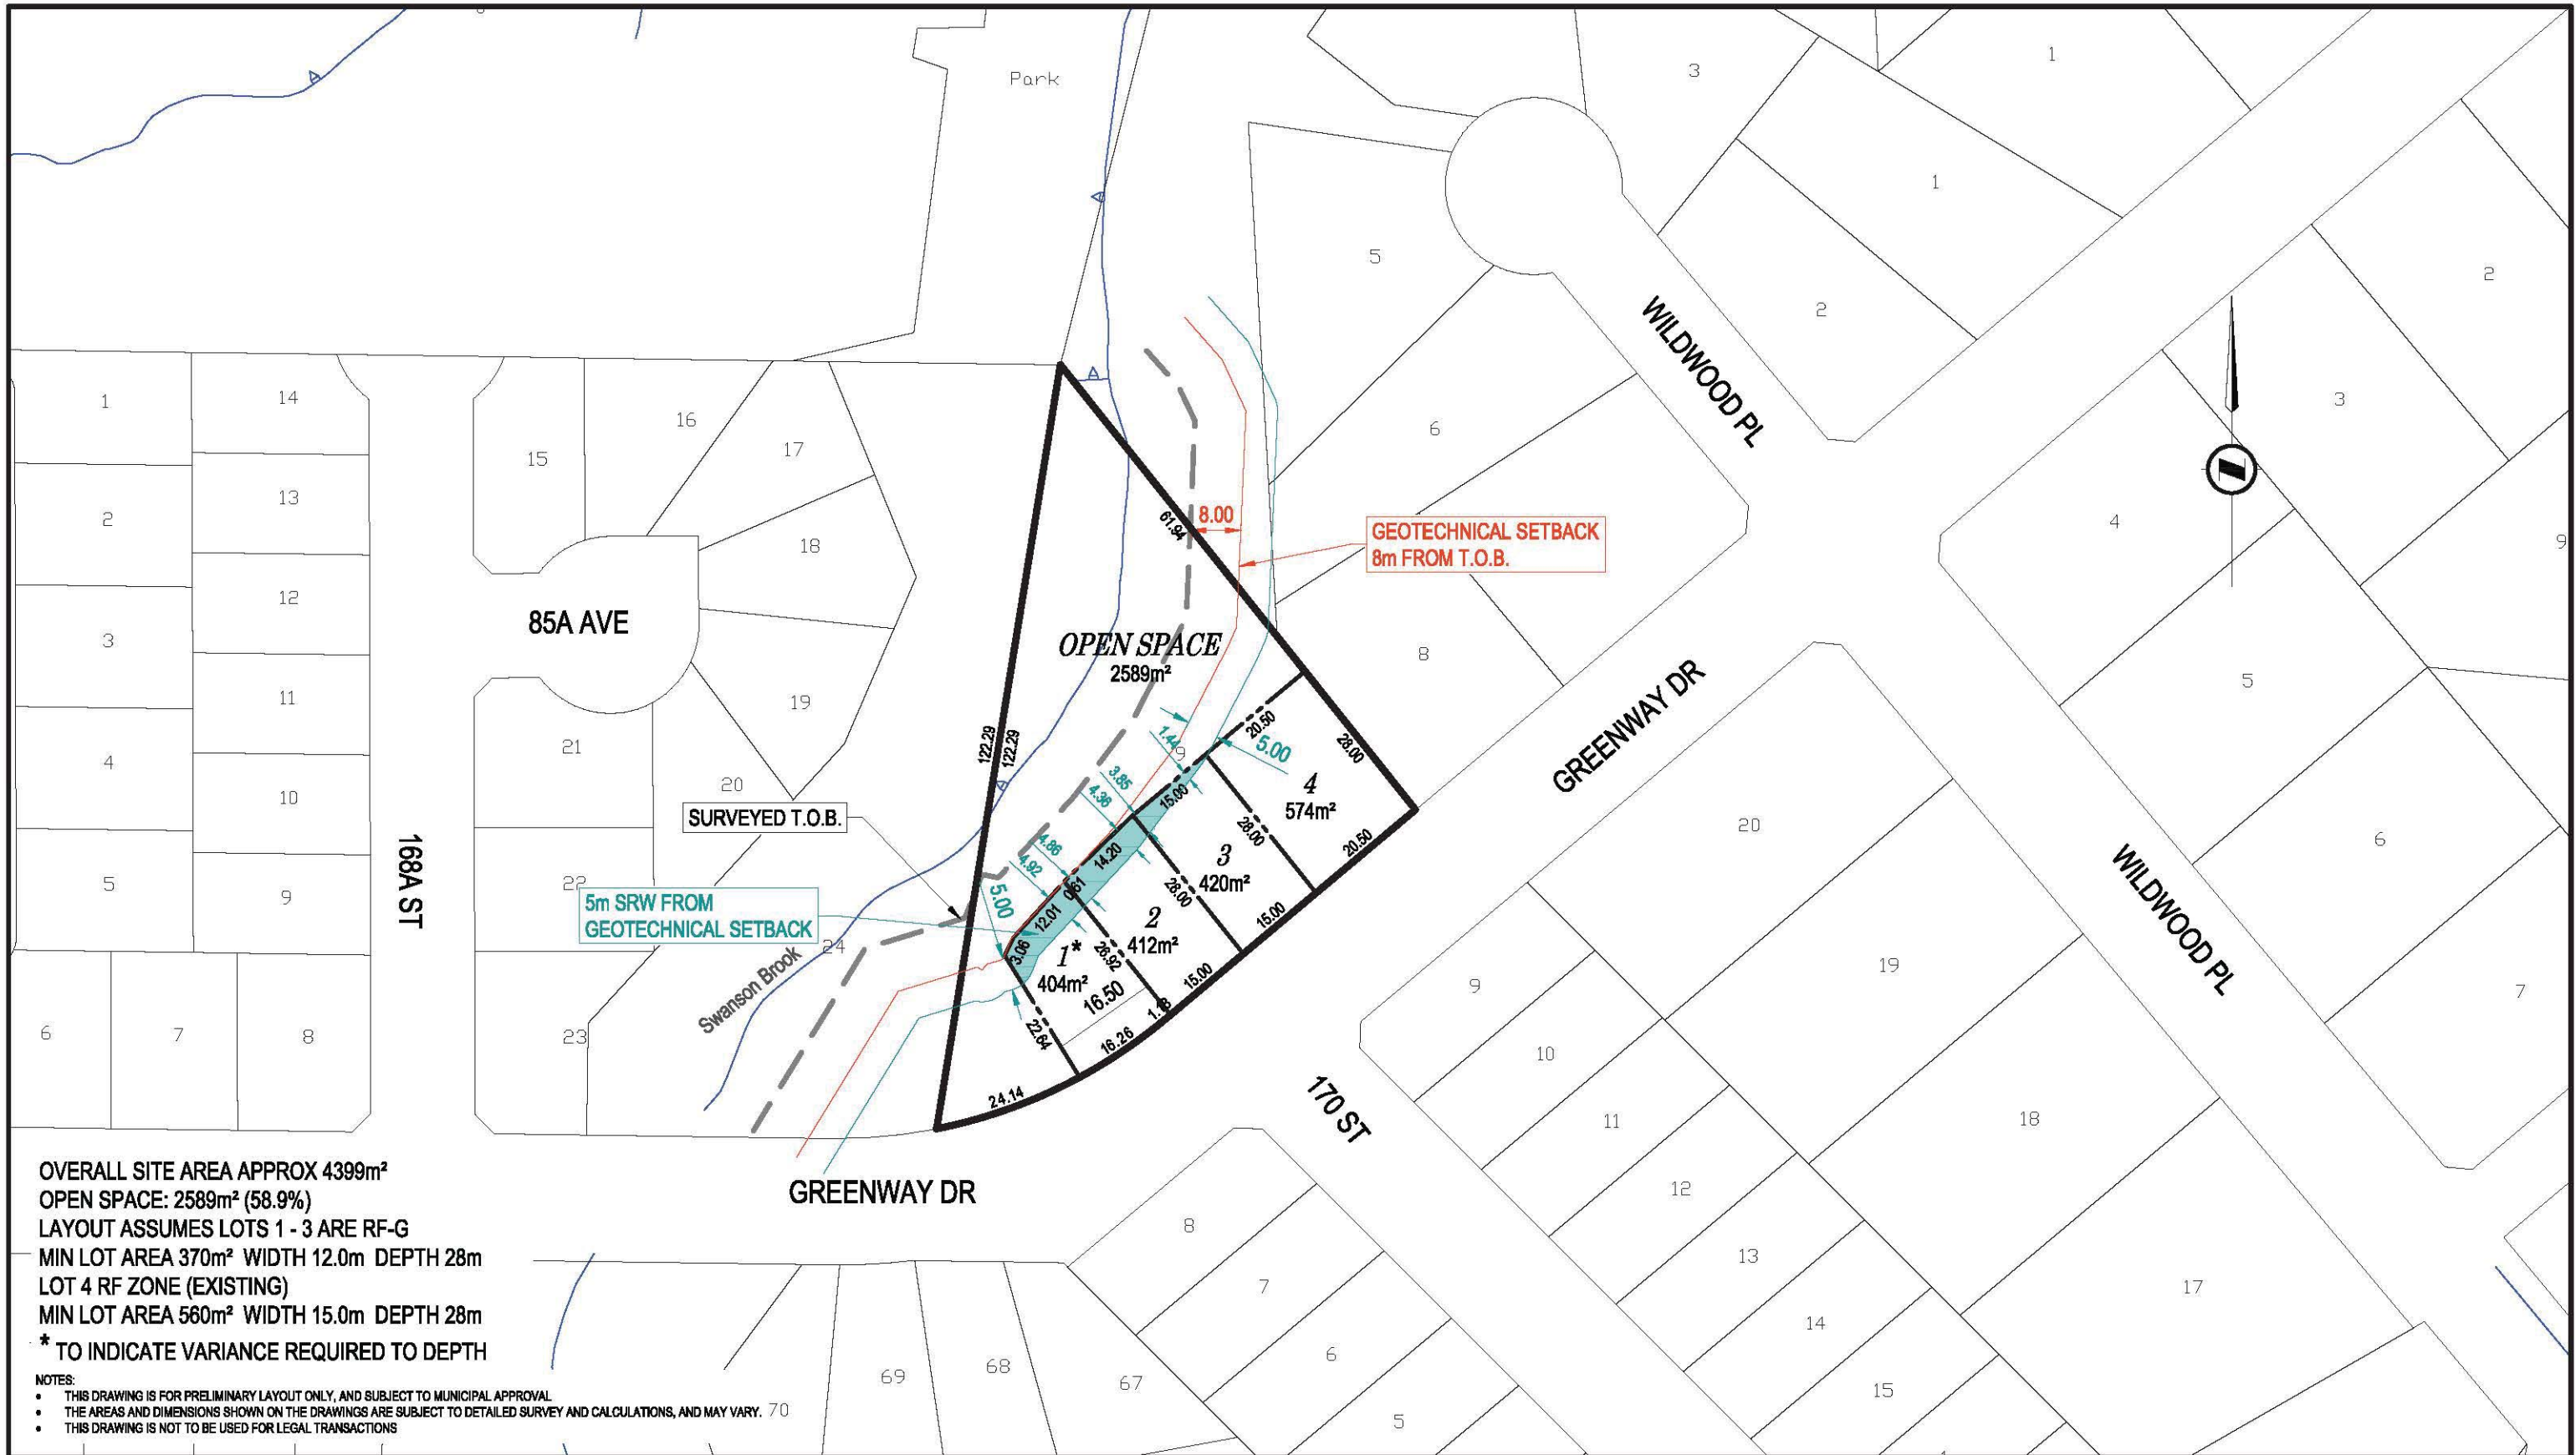 Park
3
1
1
2
5
6
8
2
3
4
9
5
6
7
WILDWOOD PL
WILDWOOD PL
GREENWAY DR
GREENWAY DR
170 ST
168A ST
85A AVE
1
2
3
4
5
6
7
8
14
13
12
11
10
9
15
16
17
18
19
20
21
22
23
24
Swanson Brook
SURVEYED T.O.B.
5m SRW FROM
GEOTECHNICAL SETBACK
GEOTECHNICAL SETBACK
8m FROM T.O.B.
8.00
61.94
OPEN SPACE
2589m²
122.29
122.29
9
1.44
5.00
20.50
28.00
3.85
4.36
15.00
4
574m²
20.50
28.00
4.86
4.92
14.20
0.61
12.01
3.06
5.00
3
420m²
15.00
28.00
2
412m²
15.00
26.92
1*
404m²
16.50
1.18
16.26
22.64
24.14
20
19
18
17
9
10
11
12
13
14
15
8
7
6
5
67
68
69
70
OVERALL SITE AREA APPROX 4399m²
OPEN SPACE: 2589m² (58.9%)
LAYOUT ASSUMES LOTS 1 - 3 ARE RF-G
MIN LOT AREA 370m² WIDTH 12.0m DEPTH 28m
LOT 4 RF ZONE (EXISTING)
MIN LOT AREA 560m² WIDTH 15.0m DEPTH 28m
* TO INDICATE VARIANCE REQUIRED TO DEPTH
NOTES:
• THIS DRAWING IS FOR PRELIMINARY LAYOUT ONLY, AND SUBJECT TO MUNICIPAL APPROVAL
• THE AREAS AND DIMENSIONS SHOWN ON THE DRAWINGS ARE SUBJECT TO DETAILED SURVEY AND CALCULATIONS, AND MAY VARY.
• THIS DRAWING IS NOT TO BE USED FOR LEGAL TRANSACTIONS